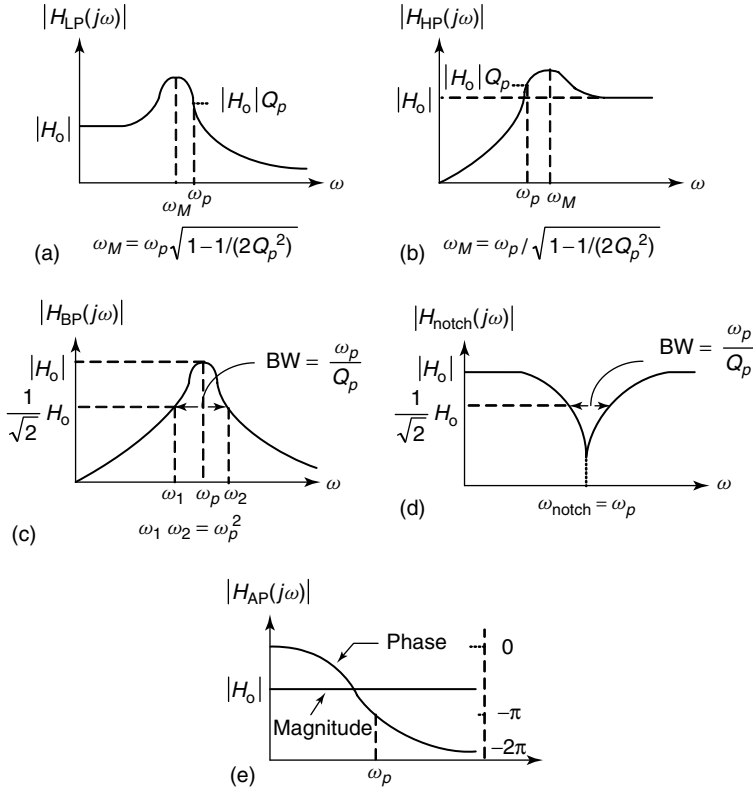 |H_LP(jω)|
|H_o|Q_p
|H_o|
ω_M
ω_p
ω
(a)
ω_M = ω_p√(1−1/(2Q_p²))
|H_HP(jω)|
|H_o|Q_p
|H_o|
ω_p
ω_M
ω
(b)
ω_M = ω_p/√(1−1/(2Q_p²))
|H_BP(jω)|
|H_o|
BW = ω_p/Q_p
1/√2 H_o
ω_1
ω_p
ω_2
ω
(c)
ω_1 ω_2 = ω_p²
|H_notch(jω)|
|H_o|
BW = ω_p/Q_p
1/√2 H_o
ω
ω_notch = ω_p
(d)
|H_AP(jω)|
Phase
0
|H_o|
Magnitude
−π
−2π
ω_p
ω
(e)